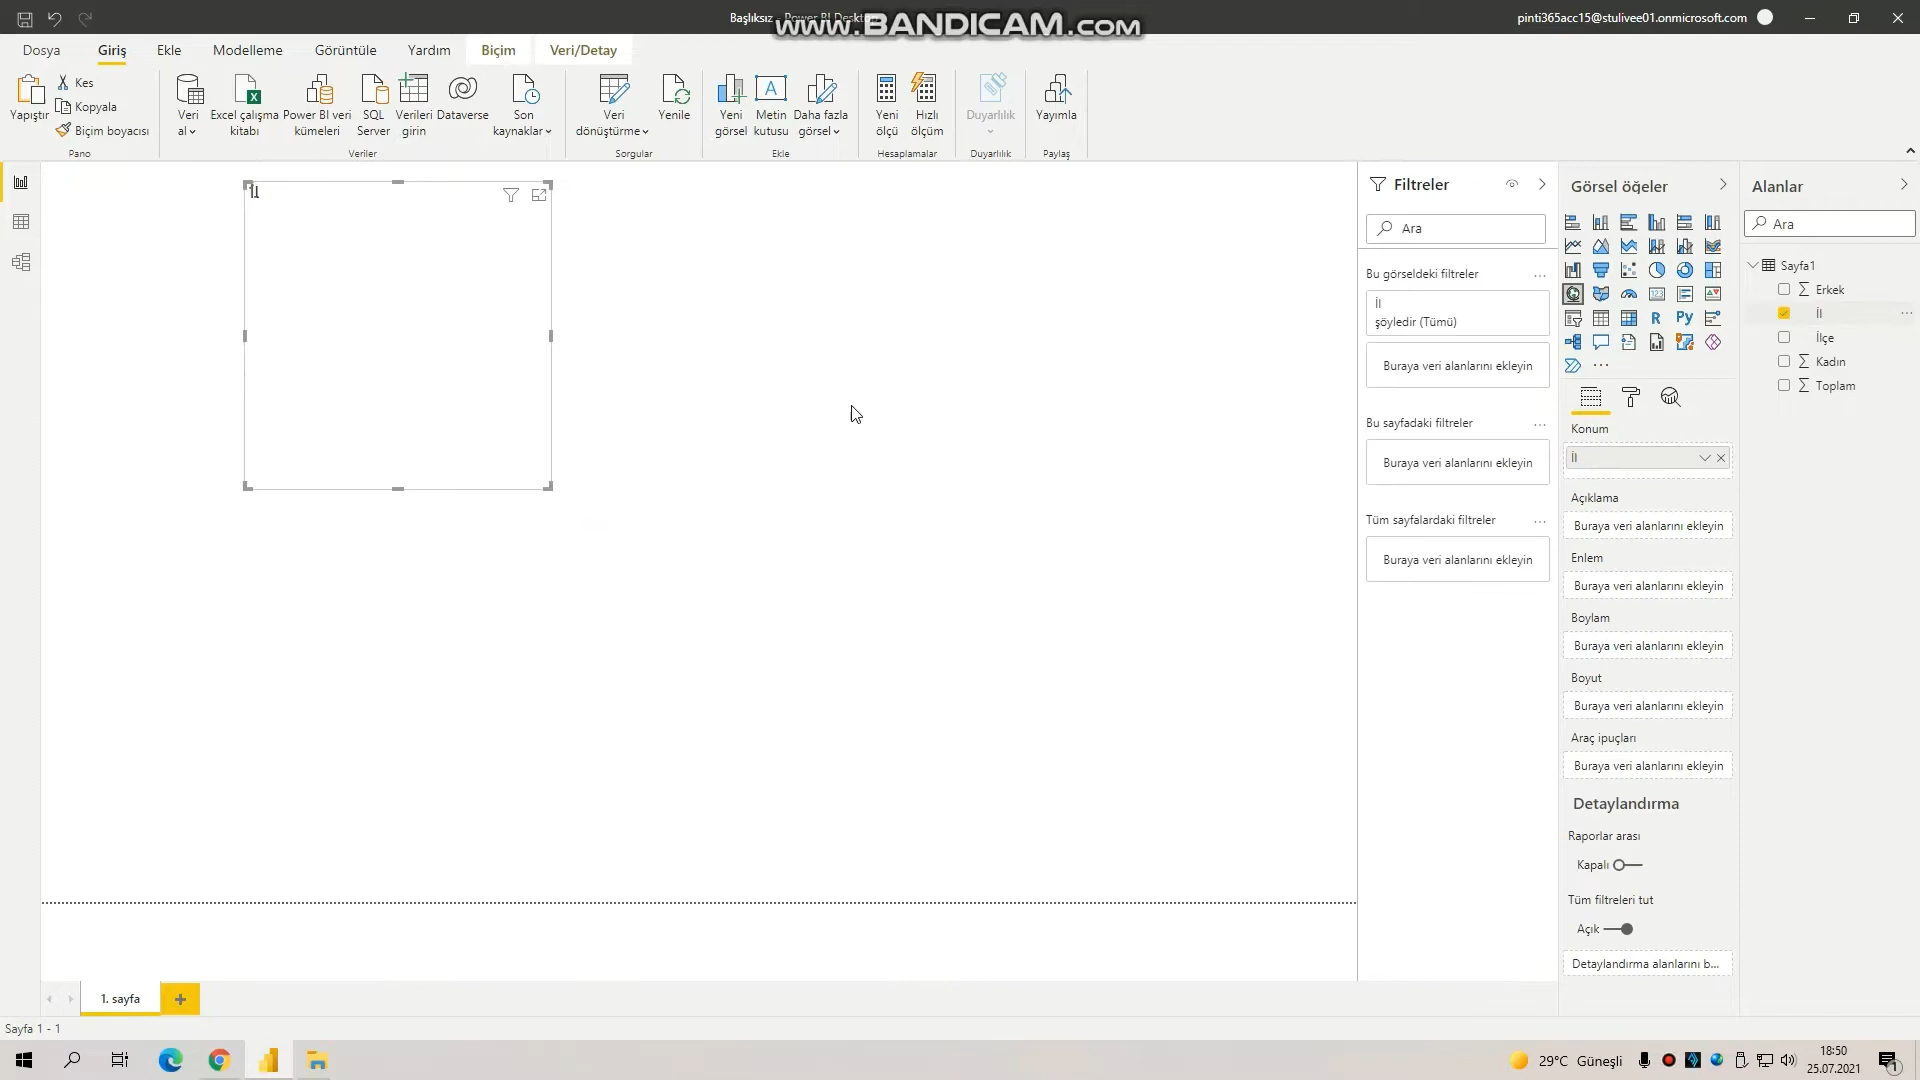 Başlıksız - Power BI Desktop
www.BANDICAM.com
pinti365acc15@stulivee01.onmicrosoft.com
Dosya
Giriş
Ekle
Modelleme
Görüntüle
Yardım
Biçim
Veri/Detay
Yapıştır
Kes
Kopyala
Biçim boyacısı
Pano
Veri
al
Excel çalışma
kitabı
Power BI veri
kümeleri
SQL
Server
Verileri
girin
Dataverse
Son
kaynaklar
Veriler
Veri
dönüştürme
Yenile
Sorgular
Yeni
görsel
Metin
kutusu
Daha fazla
görsel
Ekle
Yeni
ölçü
Hızlı
ölçüm
Hesaplamalar
Duyarlılık
Duyarlılık
Yayımla
Paylaş
İl
Filtreler
Ara
Bu görseldeki filtreler
İl
şöyledir (Tümü)
Buraya veri alanlarını ekleyin
Bu sayfadaki filtreler
Buraya veri alanlarını ekleyin
Tüm sayfalardaki filtreler
Buraya veri alanlarını ekleyin
Görsel öğeler
R
Py
Konum
İl
Açıklama
Buraya veri alanlarını ekleyin
Enlem
Buraya veri alanlarını ekleyin
Boylam
Buraya veri alanlarını ekleyin
Boyut
Buraya veri alanlarını ekleyin
Araç ipuçları
Buraya veri alanlarını ekleyin
Detaylandırma
Raporlar arası
Kapalı
Tüm filtreleri tut
Açık
Detaylandırma alanlarını b...
Alanlar
Ara
Sayfa1
Erkek
İl
İlçe
Kadın
Toplam
1. sayfa
Sayfa 1 - 1
29°C Güneşli
18:50
25.07.2021
1